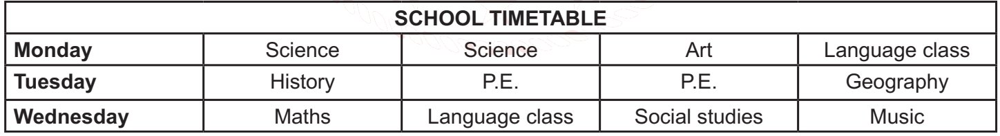 SCHOOL TIMETABLE
Monday Science Science Art Language class
Tuesday History P.E. P.E. Geography
Wednesday Maths Language class Social studies Music